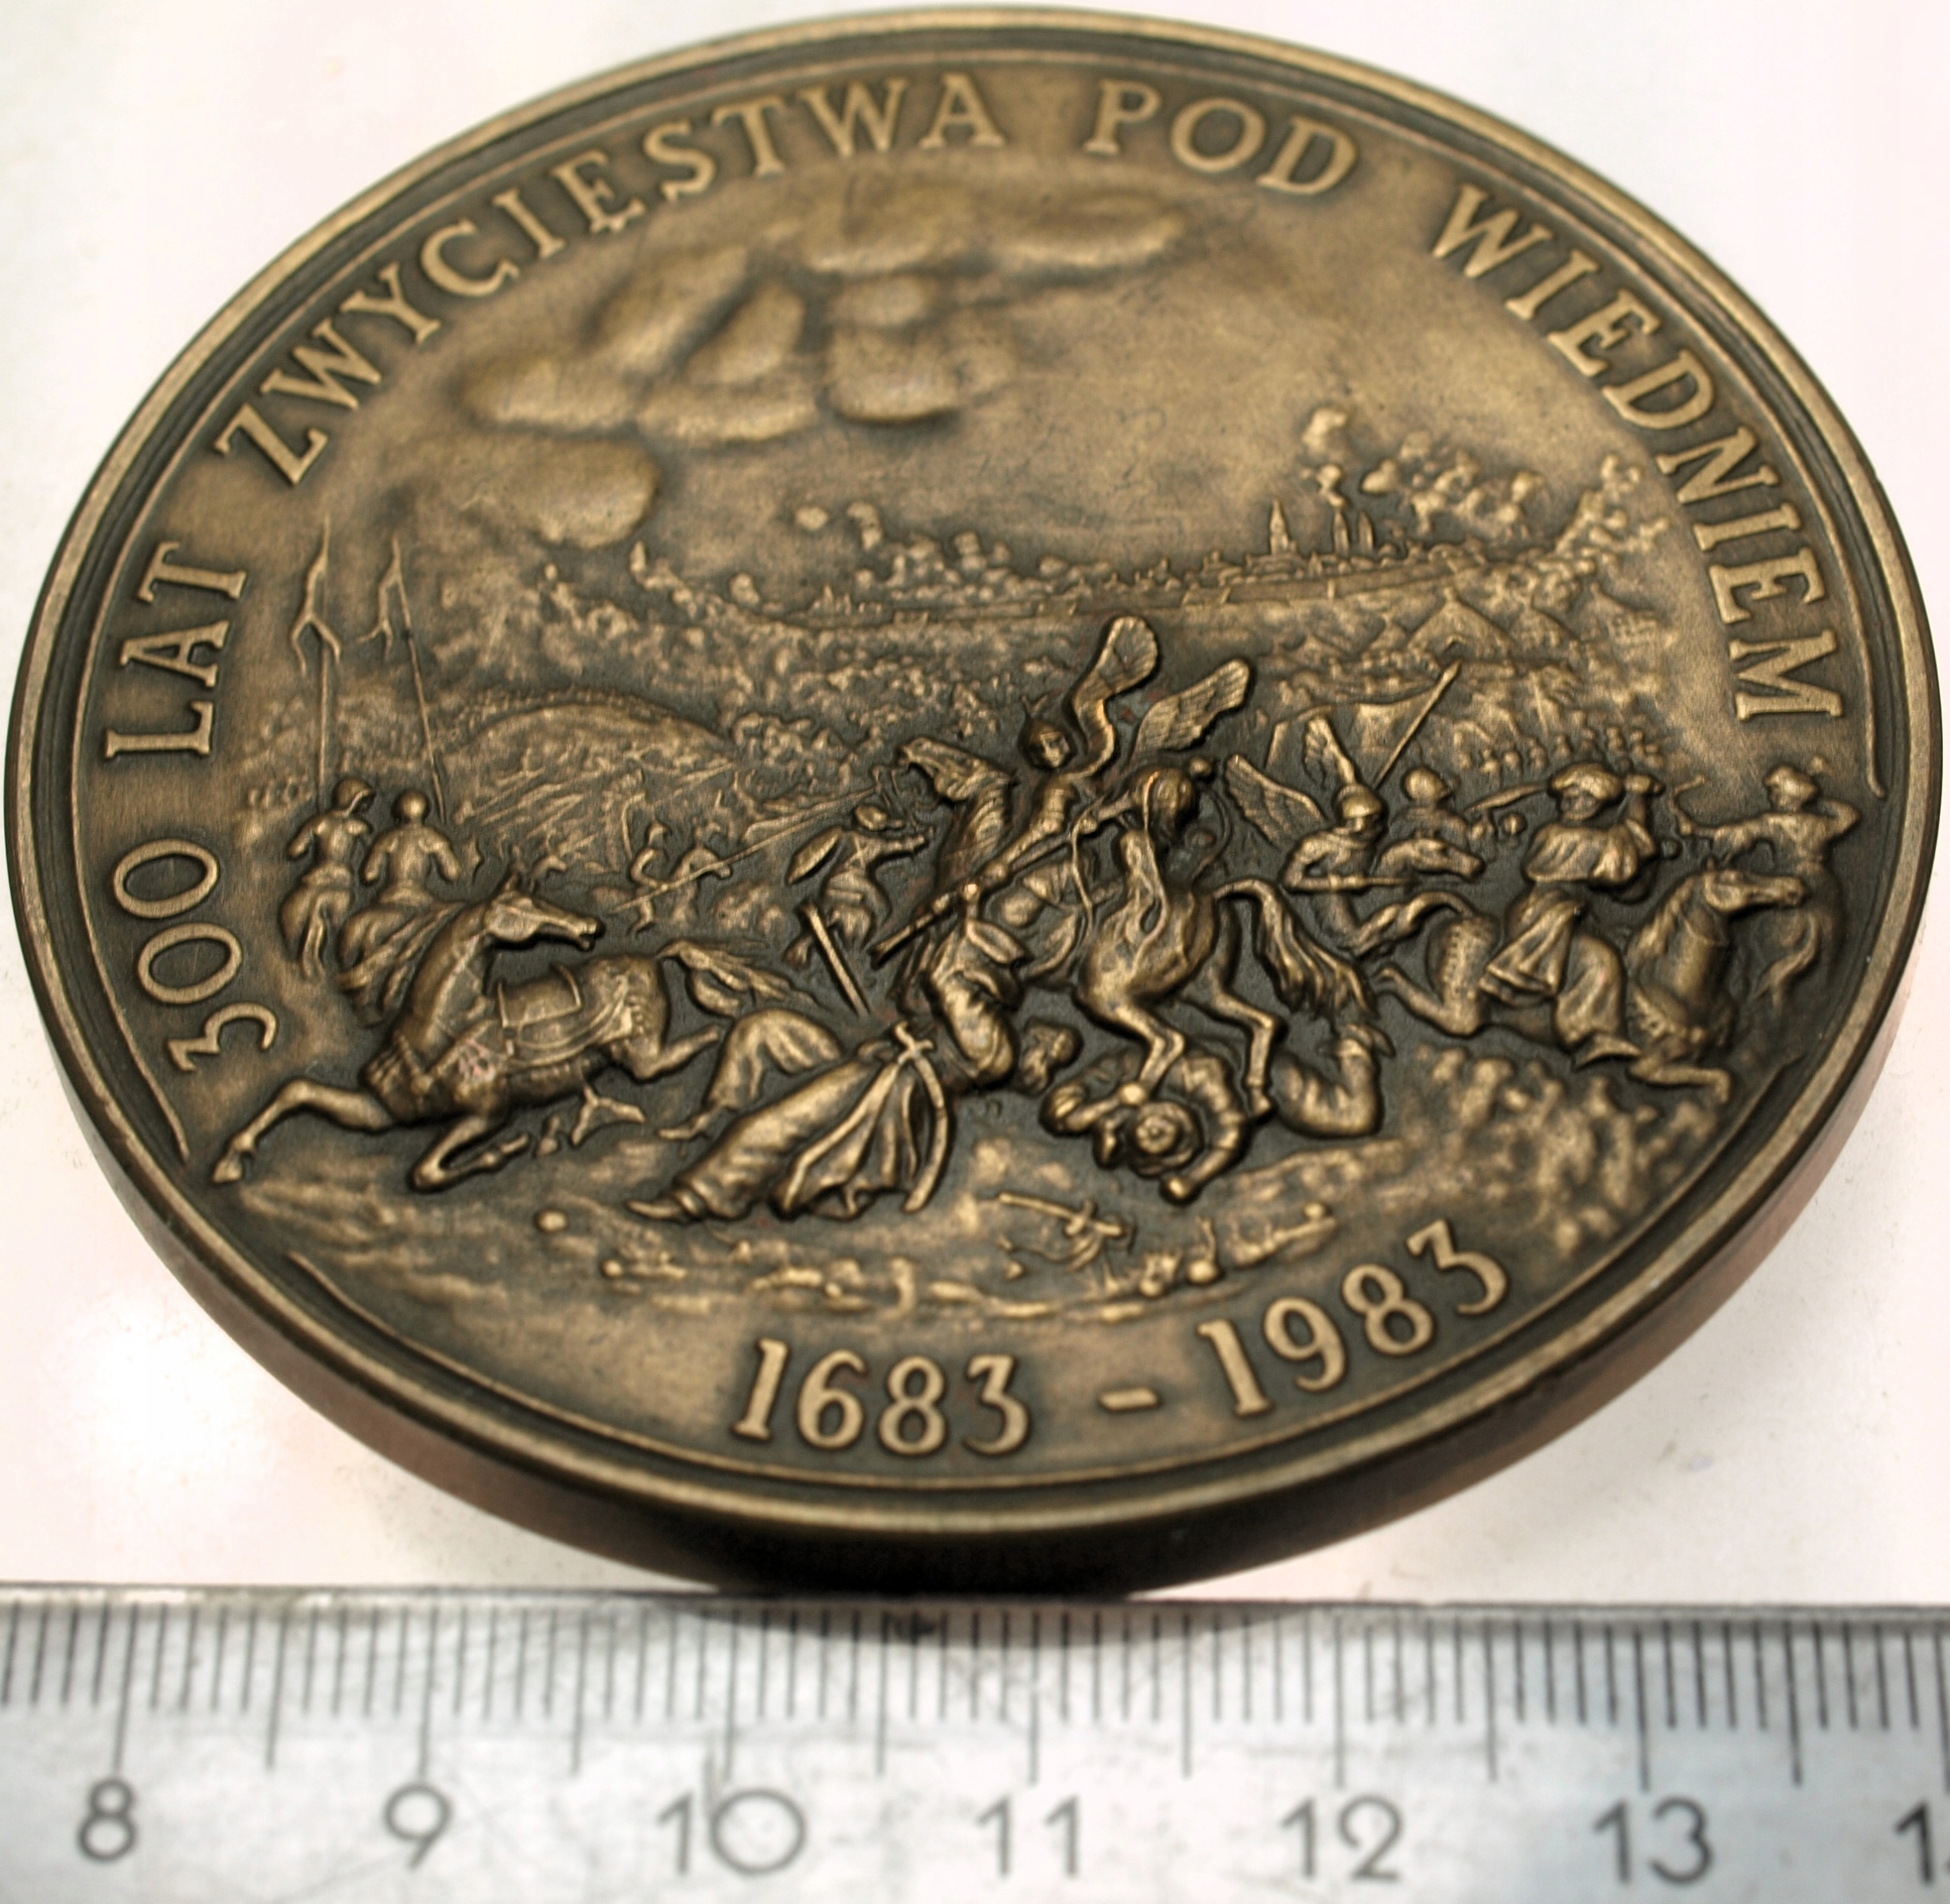 300 LAT ZWYCIĘSTWA POD WIEDNIEM
1683 - 1983
8 9 10 11 12 13